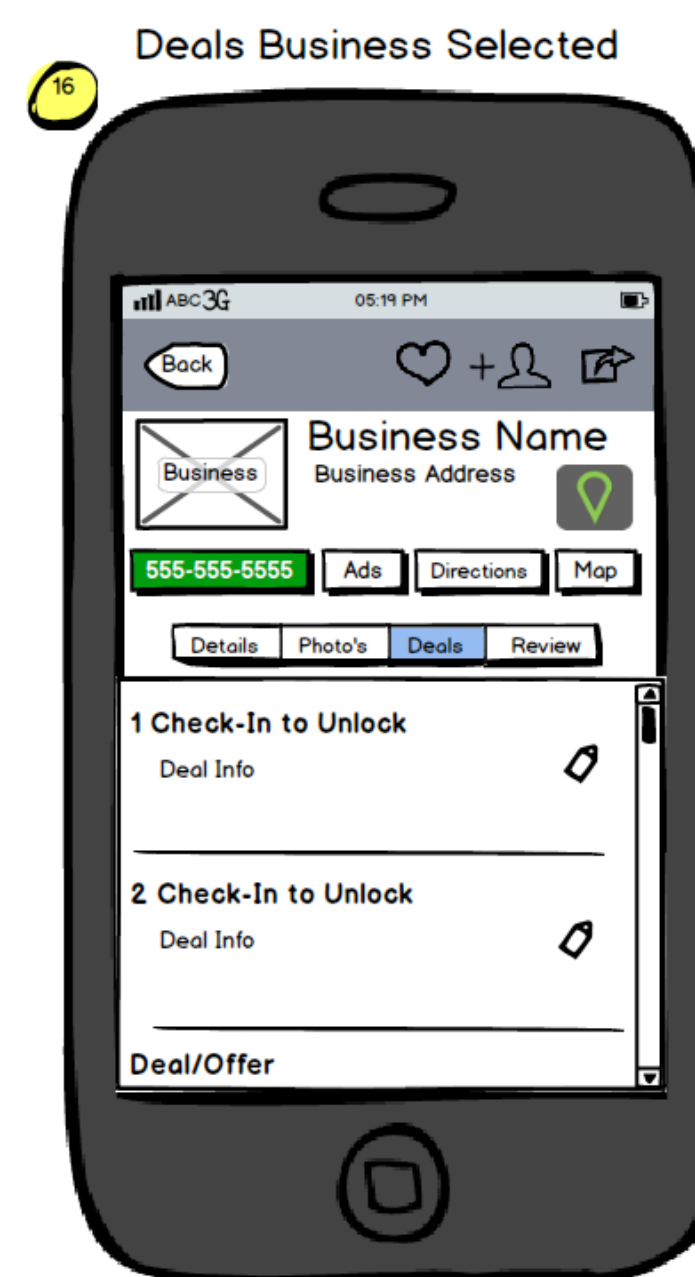 Deals Business Selected
16
ABC 3G 05:19 PM
Back
Business Name
Business
Business Address
555-555-5555 Ads Directions Map
Details Photo's Deals Review
1 Check-In to Unlock
Deal Info
2 Check-In to Unlock
Deal Info
Deal/Offer